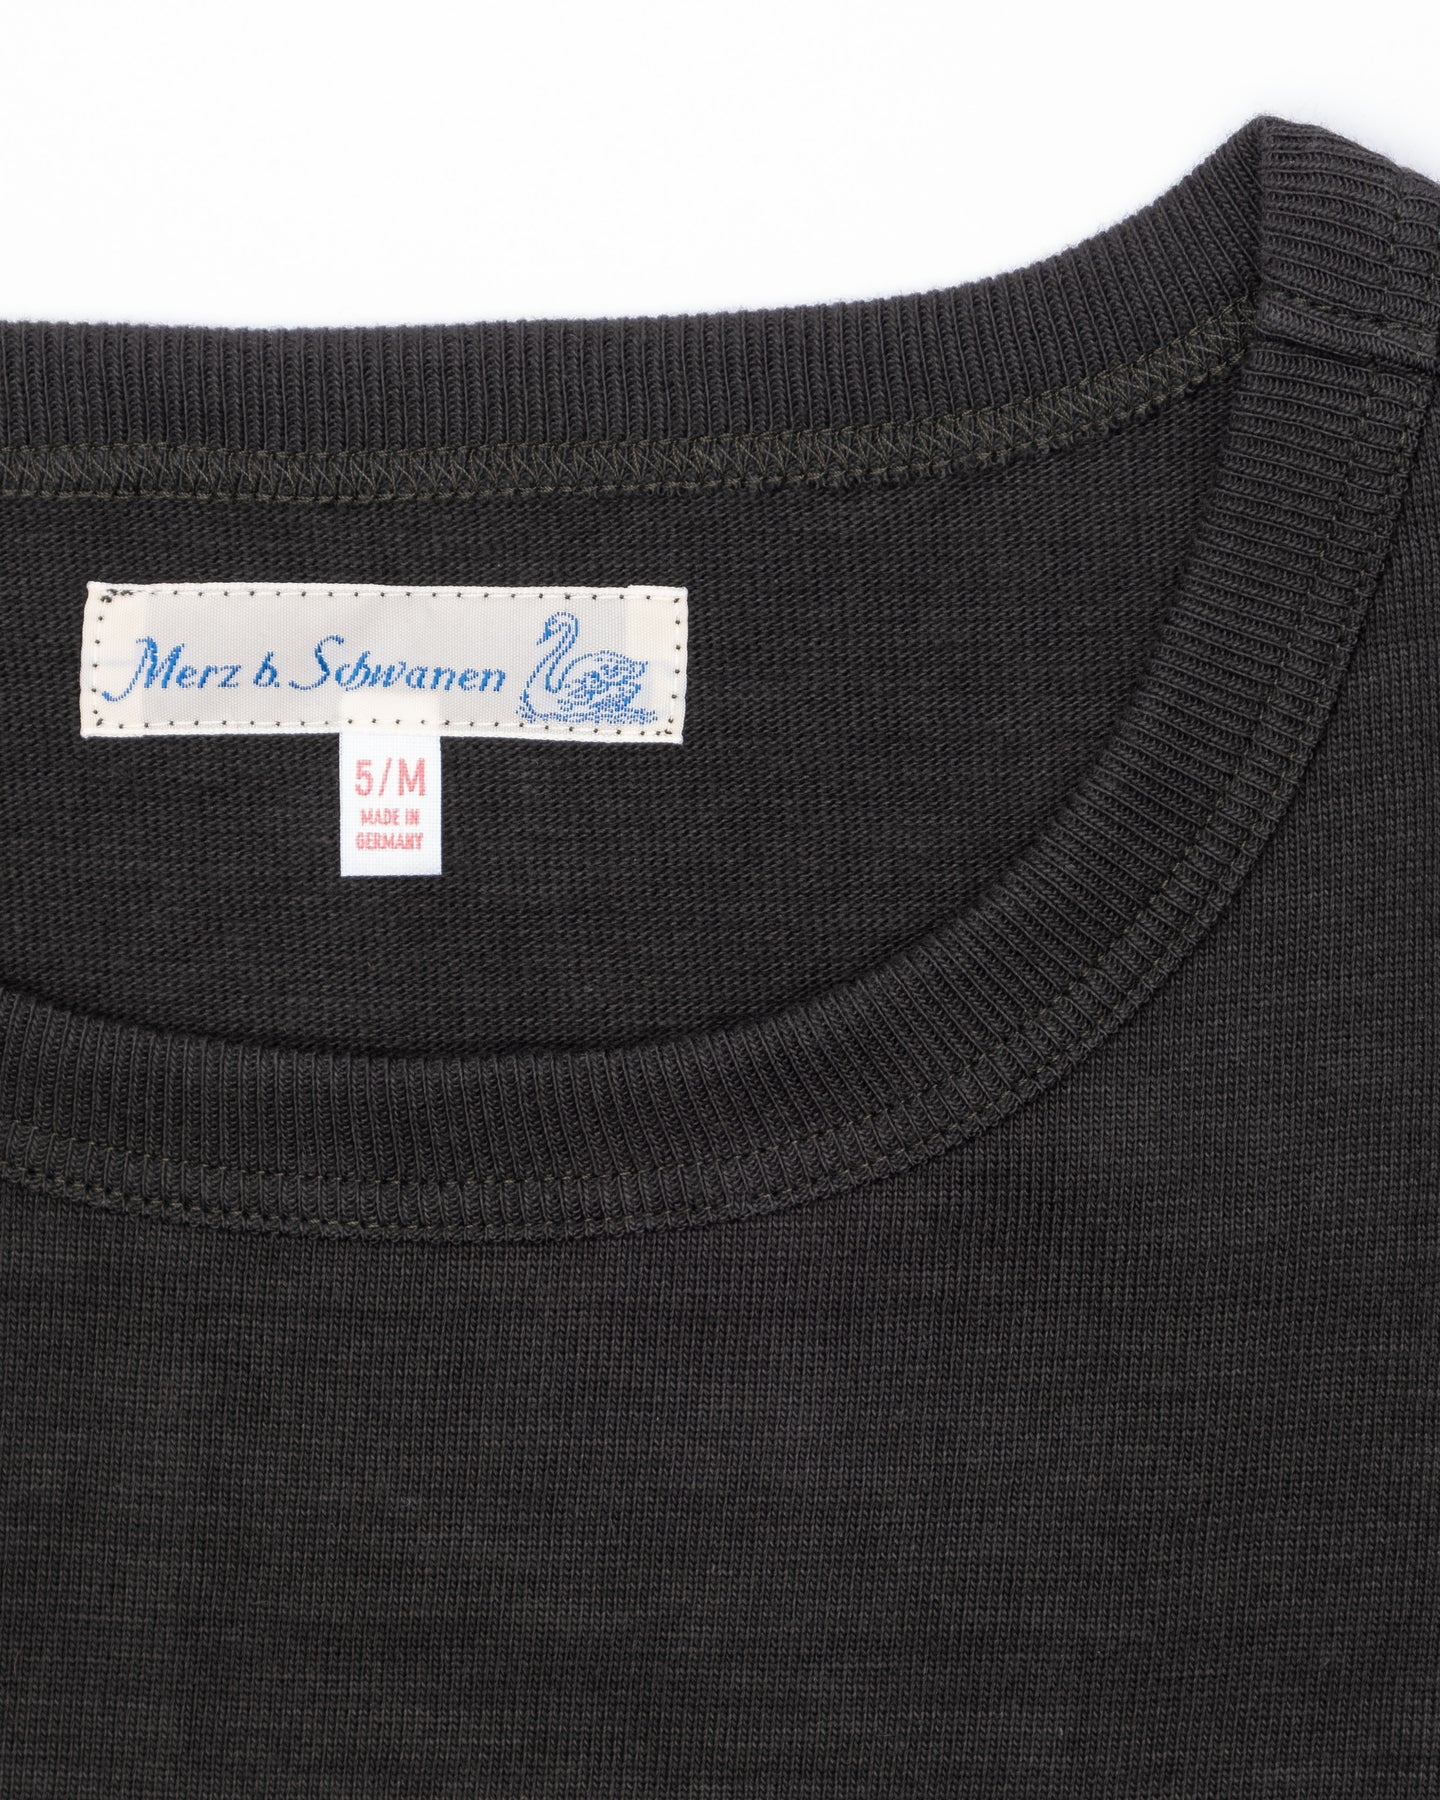 Merz b. Schwanen
5/M
MADE IN
GERMANY